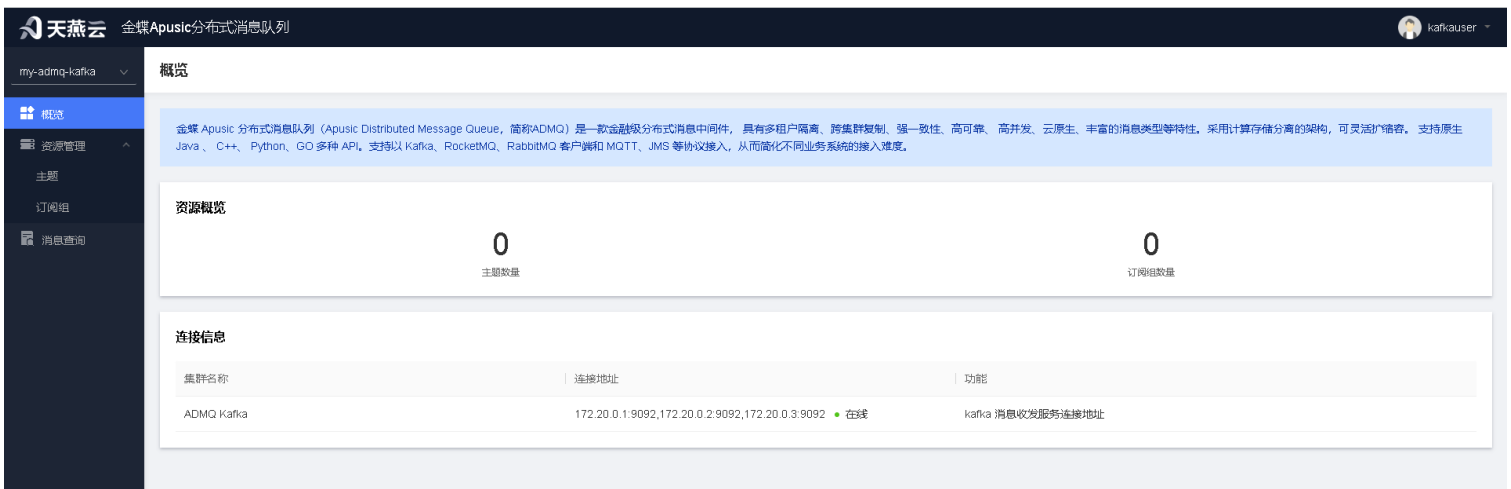 天燕云 金蝶Apusic分布式消息队列 kafkauser
my-admq-kafka
概览
概览
资源管理
主题
订阅组
消息查询
金蝶 Apusic 分布式消息队列（Apusic Distributed Message Queue，简称ADMQ）是一款金融级分布式消息中间件， 具有多租户隔离、跨集群复制、强一致性、高可靠、 高并发、云原生、丰富的消息类型等特性。采用计算存储分离的架构，可灵活扩缩容。 支持原生
Java 、 C++、 Python、GO 多种 API。支持以 Kafka、RocketMQ、RabbitMQ 客户端和 MQTT、JMS 等协议接入，从而简化不同业务系统的接入难度。
资源概览
0 0
主题数量 订阅组数量
连接信息
集群名称 连接地址 功能
ADMQ Kafka 172.20.0.1:9092,172.20.0.2:9092,172.20.0.3:9092 在线 kafka 消息收发服务连接地址